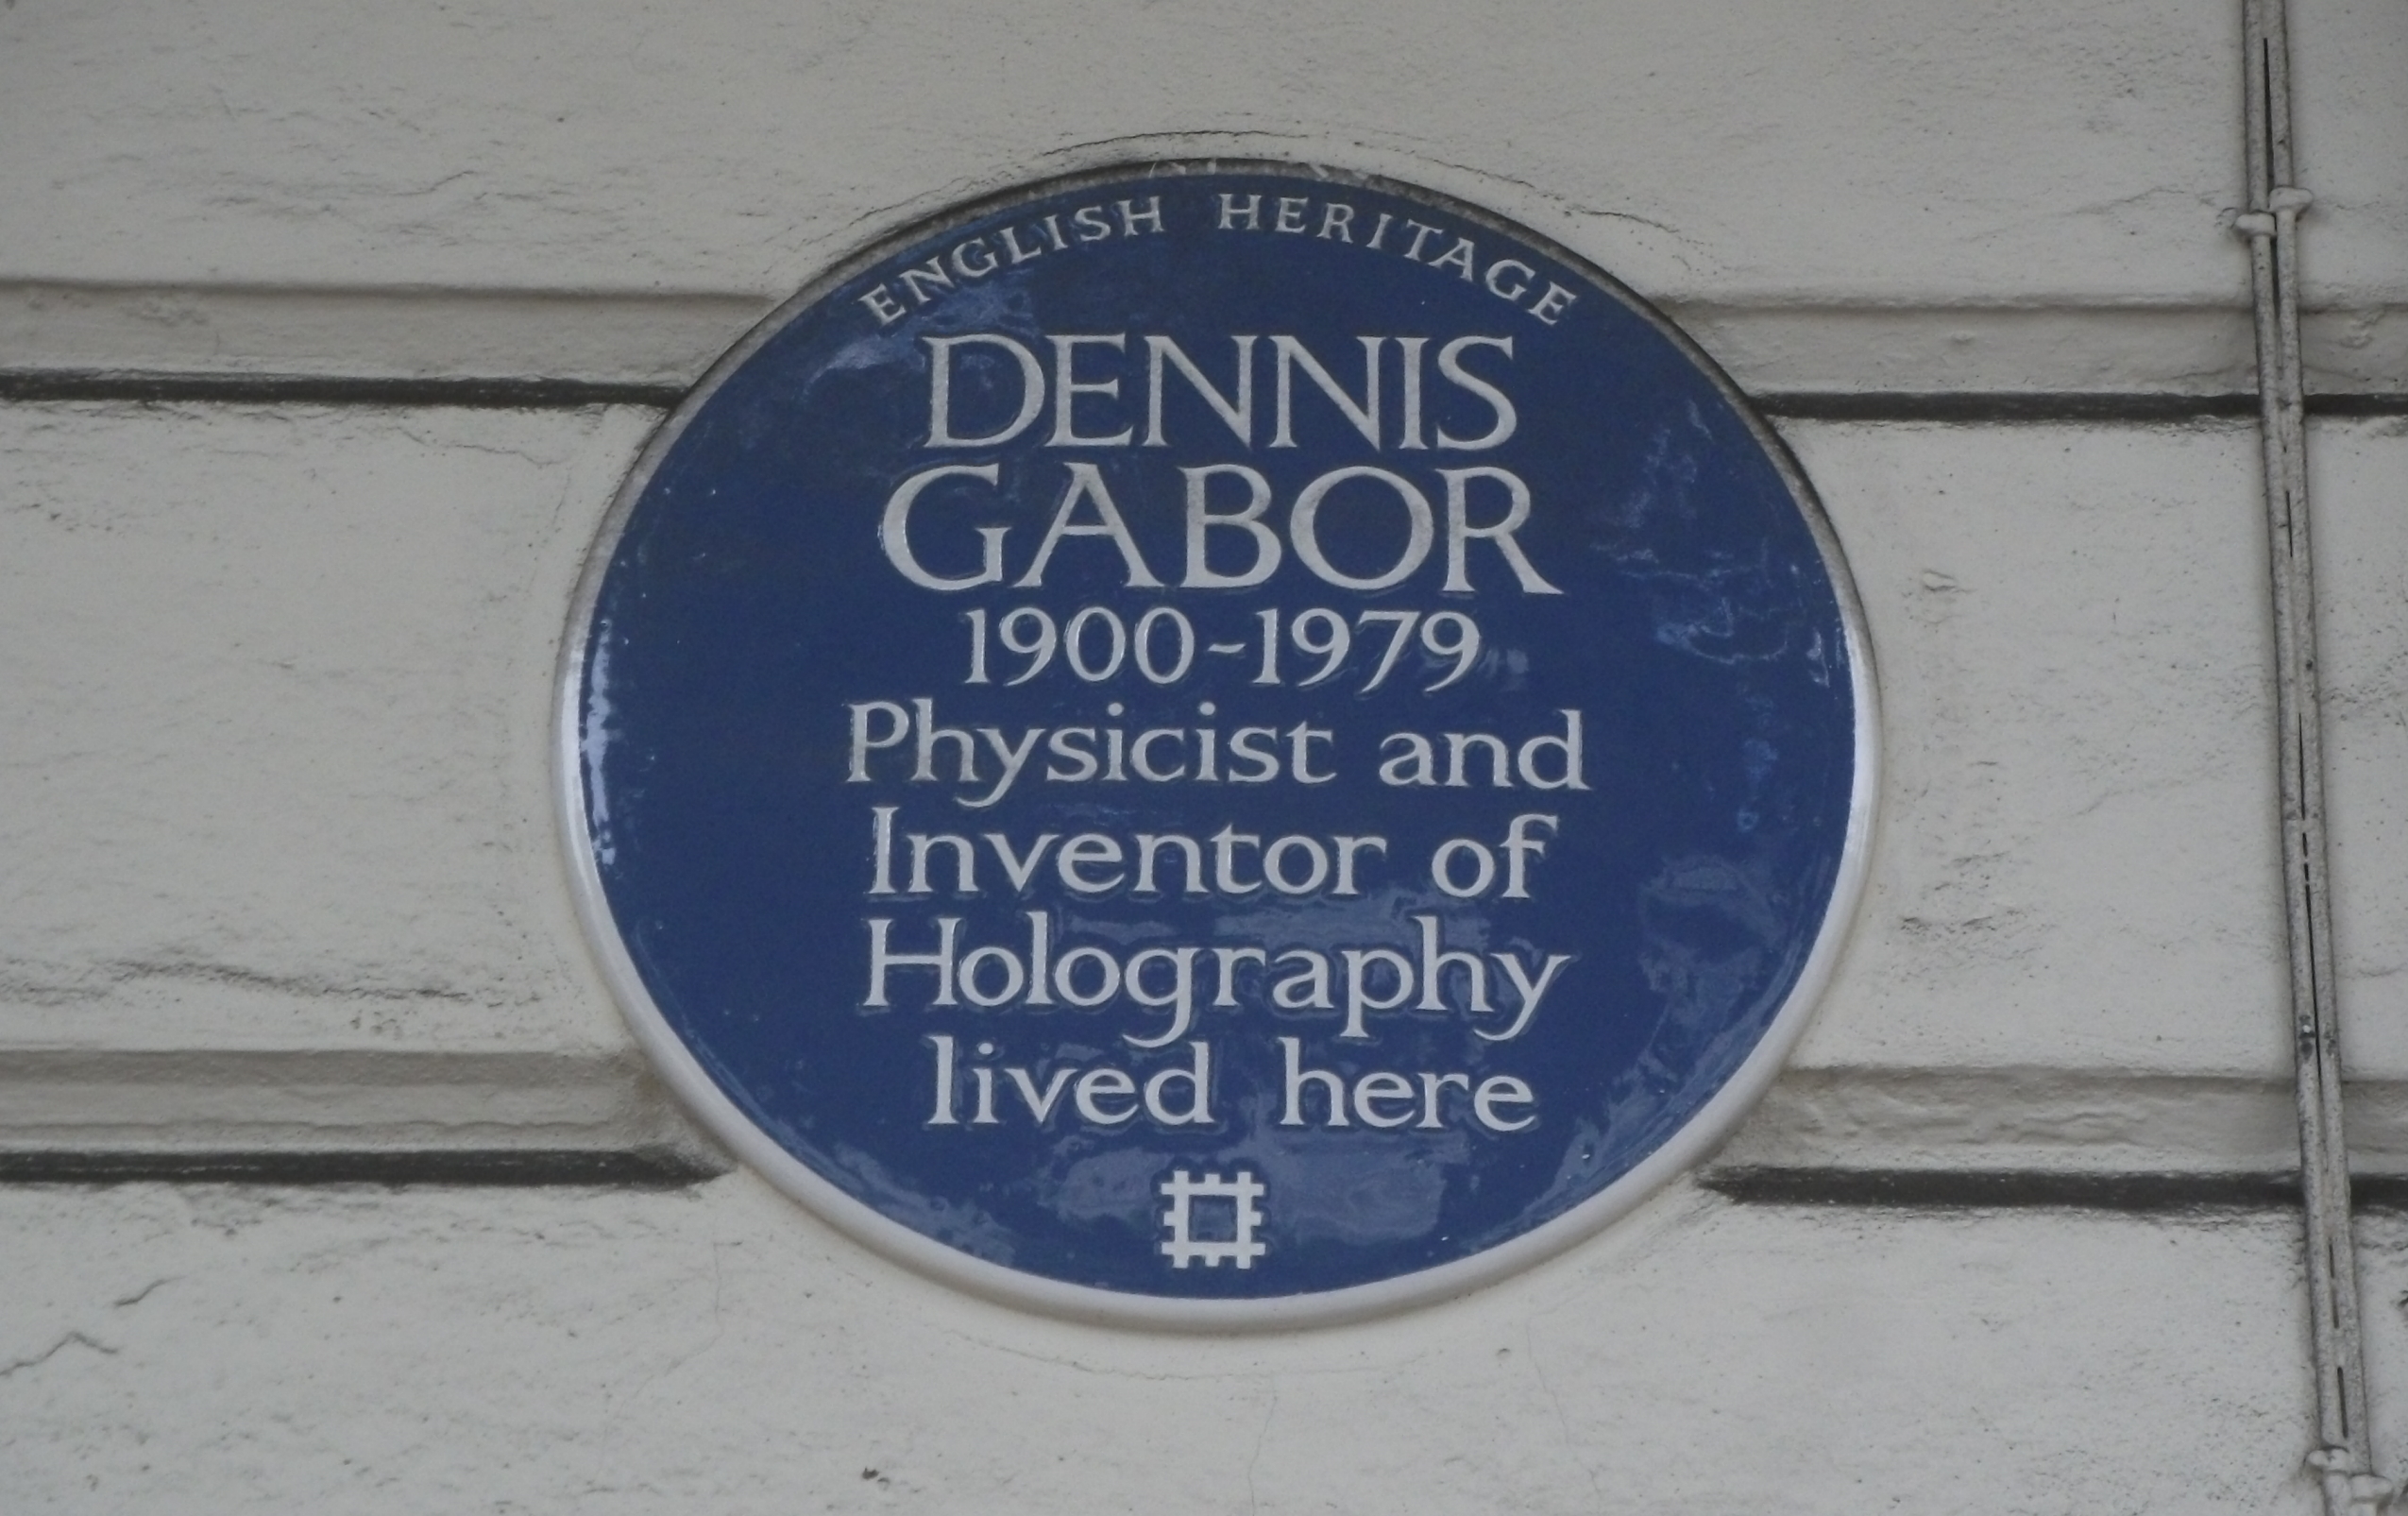 ENGLISH HERITAGE
DENNIS
GABOR
1900-1979
Physicist and
Inventor of
Holography
lived here